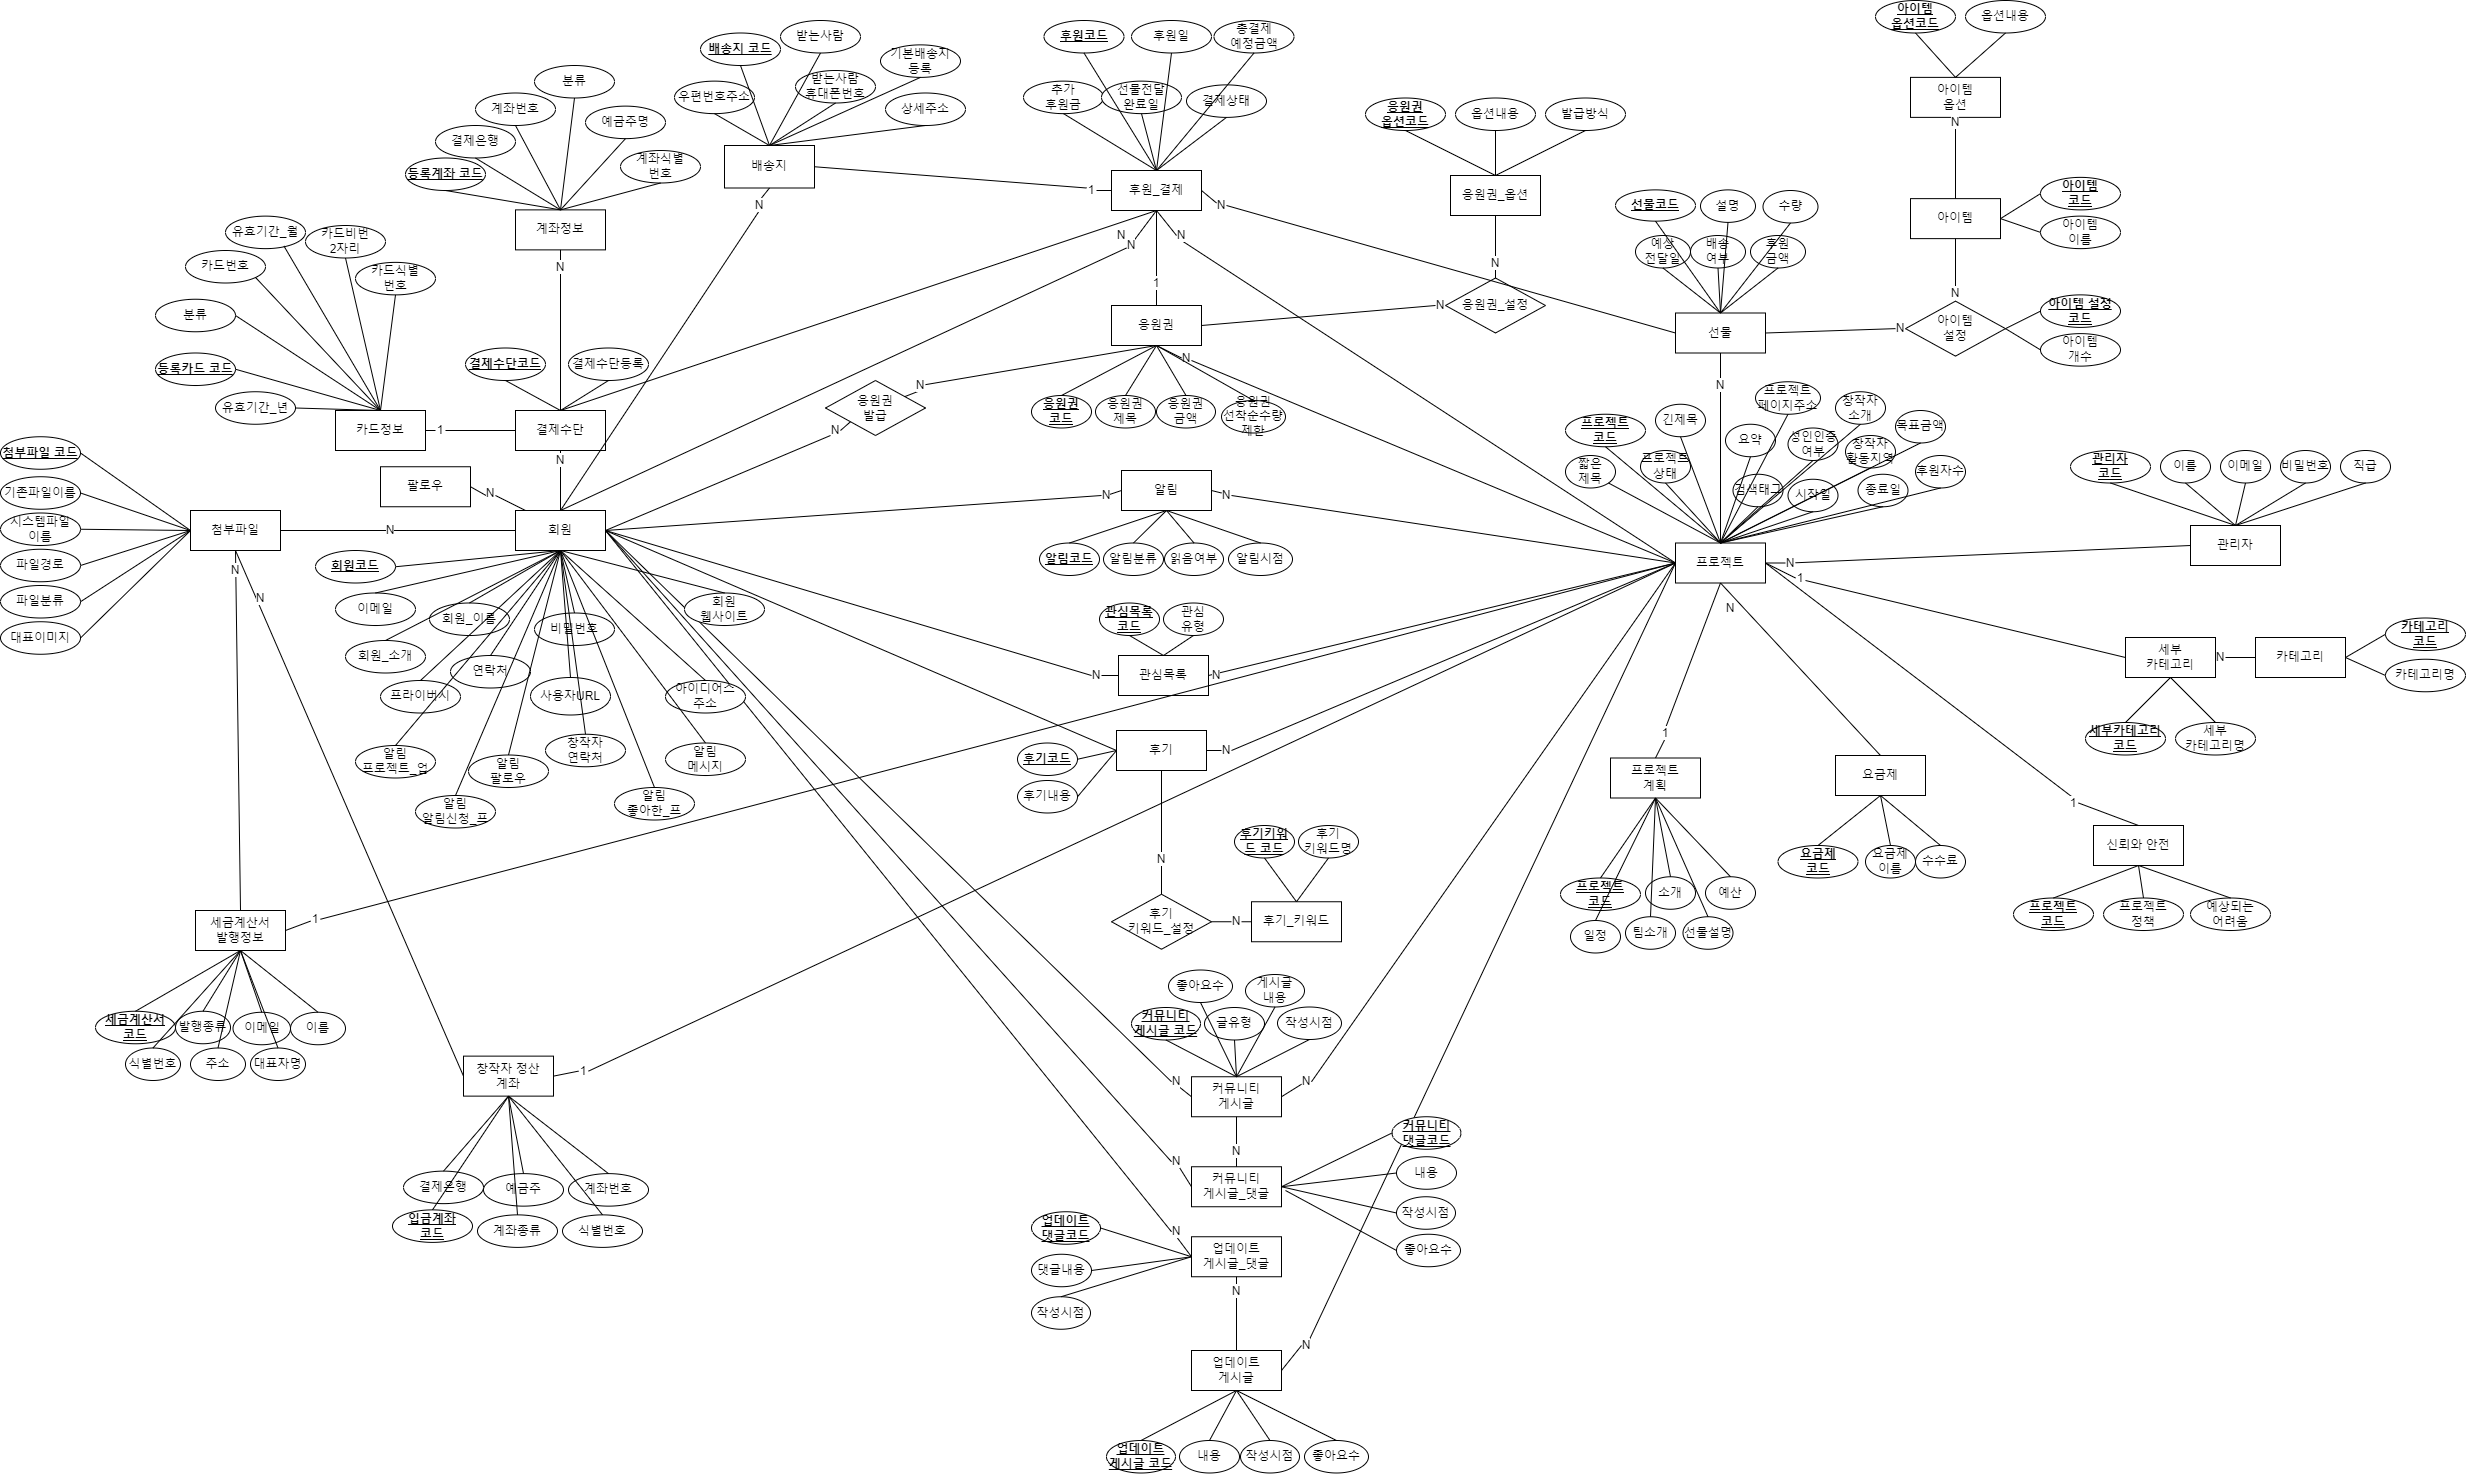 아이템
옵션코드
옵션내용
아이템
옵션
N
아이템
아이템
코드
아이템
이름
N
아이템
설정
아이템 설정
코드
아이템
개수
N
배송지 코드
받는사람
기본배송지
등록
우편번호주소
받는사람
휴대폰번호
상세주소
배송지
N
후원코드
후원일
총결제
예정금액
추가
후원금
선물전달
완료일
결제상태
1
후원_결제
N
N
N
N
1
응원권
옵션코드
옵션내용
발급방식
응원권_옵션
N
응원권_설정
N
선물코드
설명
수량
예상
전달일
배송
여부
후원
금액
선물
N
분류
계좌번호
예금주명
결제은행
계좌식별
번호
등록계좌 코드
계좌정보
N
유효기간_월
카드비번
2자리
카드번호
카드식별
번호
분류
등록카드 코드
유효기간_년
카드정보
1
결제수단코드
결제수단등록
결제수단
N
응원권
N
응원권
코드
응원권
제목
응원권
금액
응원권
선착순수량
제한
응원권
발급
N
N
팔로우
N
첨부파일 코드
기존파일이름
시스템파일
이름
파일경로
파일분류
대표이미지
첨부파일
N
N
N
회원
회원코드
이메일
회원_이름
비밀번호
회원
웹사이트
회원_소개
연락처
프라이버시
사용자URL
아이디어스
주소
알림
프로젝트_업
알림
팔로우
창작자
연락처
알림
메시지
알림
알림신청_프
알림
좋아한_프
N
알림
N
알림코드
알림분류
읽음여부
알림시점
관심목록
코드
관심
유형
N
관심목록
N
후기
N
후기코드
후기내용
N
후기키워
드 코드
후기
키워드명
후기
키워드_설정
N
후기_키워드
프로젝트
페이지주소
창작자
소개
프로젝트
코드
긴제목
목표금액
요약
성인인증
여부
창작자
활동지역
짧은
제목
프로젝트
상태
후원자수
검색태그
시작일
종료일
프로젝트
N
1
N
관리자
코드
이름
이메일
비밀번호
직급
관리자
세부
카테고리
N
카테고리
카테고리
코드
카테고리명
세부카테고리
코드
세부
카테고리명
1
프로젝트
계획
프로젝트
코드
소개
예산
일정
팀소개
선물설명
요금제
요금제
코드
요금제
이름
수수료
1
신뢰와 안전
프로젝트
코드
프로젝트
정책
예상되는
어려움
세금계산서
발행정보
1
세금계산서
코드
발행종류
이메일
이름
식별번호
주소
대표자명
창작자 정산
계좌
1
결제은행
예금주
계좌번호
입금계좌
코드
계좌종류
식별번호
좋아요수
게시글
내용
커뮤니티
게시글 코드
글유형
작성시점
N
커뮤니티
게시글
N
N
N
커뮤니티
게시글_댓글
커뮤니티
댓글코드
내용
작성시점
좋아요수
업데이트
댓글코드
댓글내용
작성시점
N
업데이트
게시글_댓글
N
업데이트
게시글
N
업데이트
게시글 코드
내용
작성시점
좋아요수